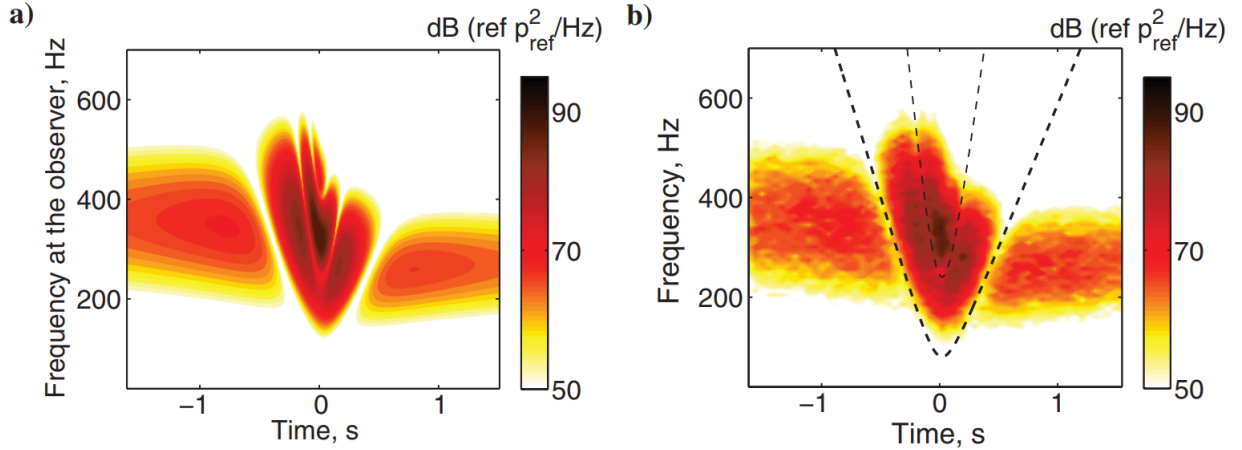 a)
dB (ref p²ref/Hz)
Frequency at the observer, Hz
600
400
200
−1
0
1
Time, s
90
70
50
b)
dB (ref p²ref/Hz)
Frequency, Hz
600
400
200
−1
0
1
Time, s
90
70
50